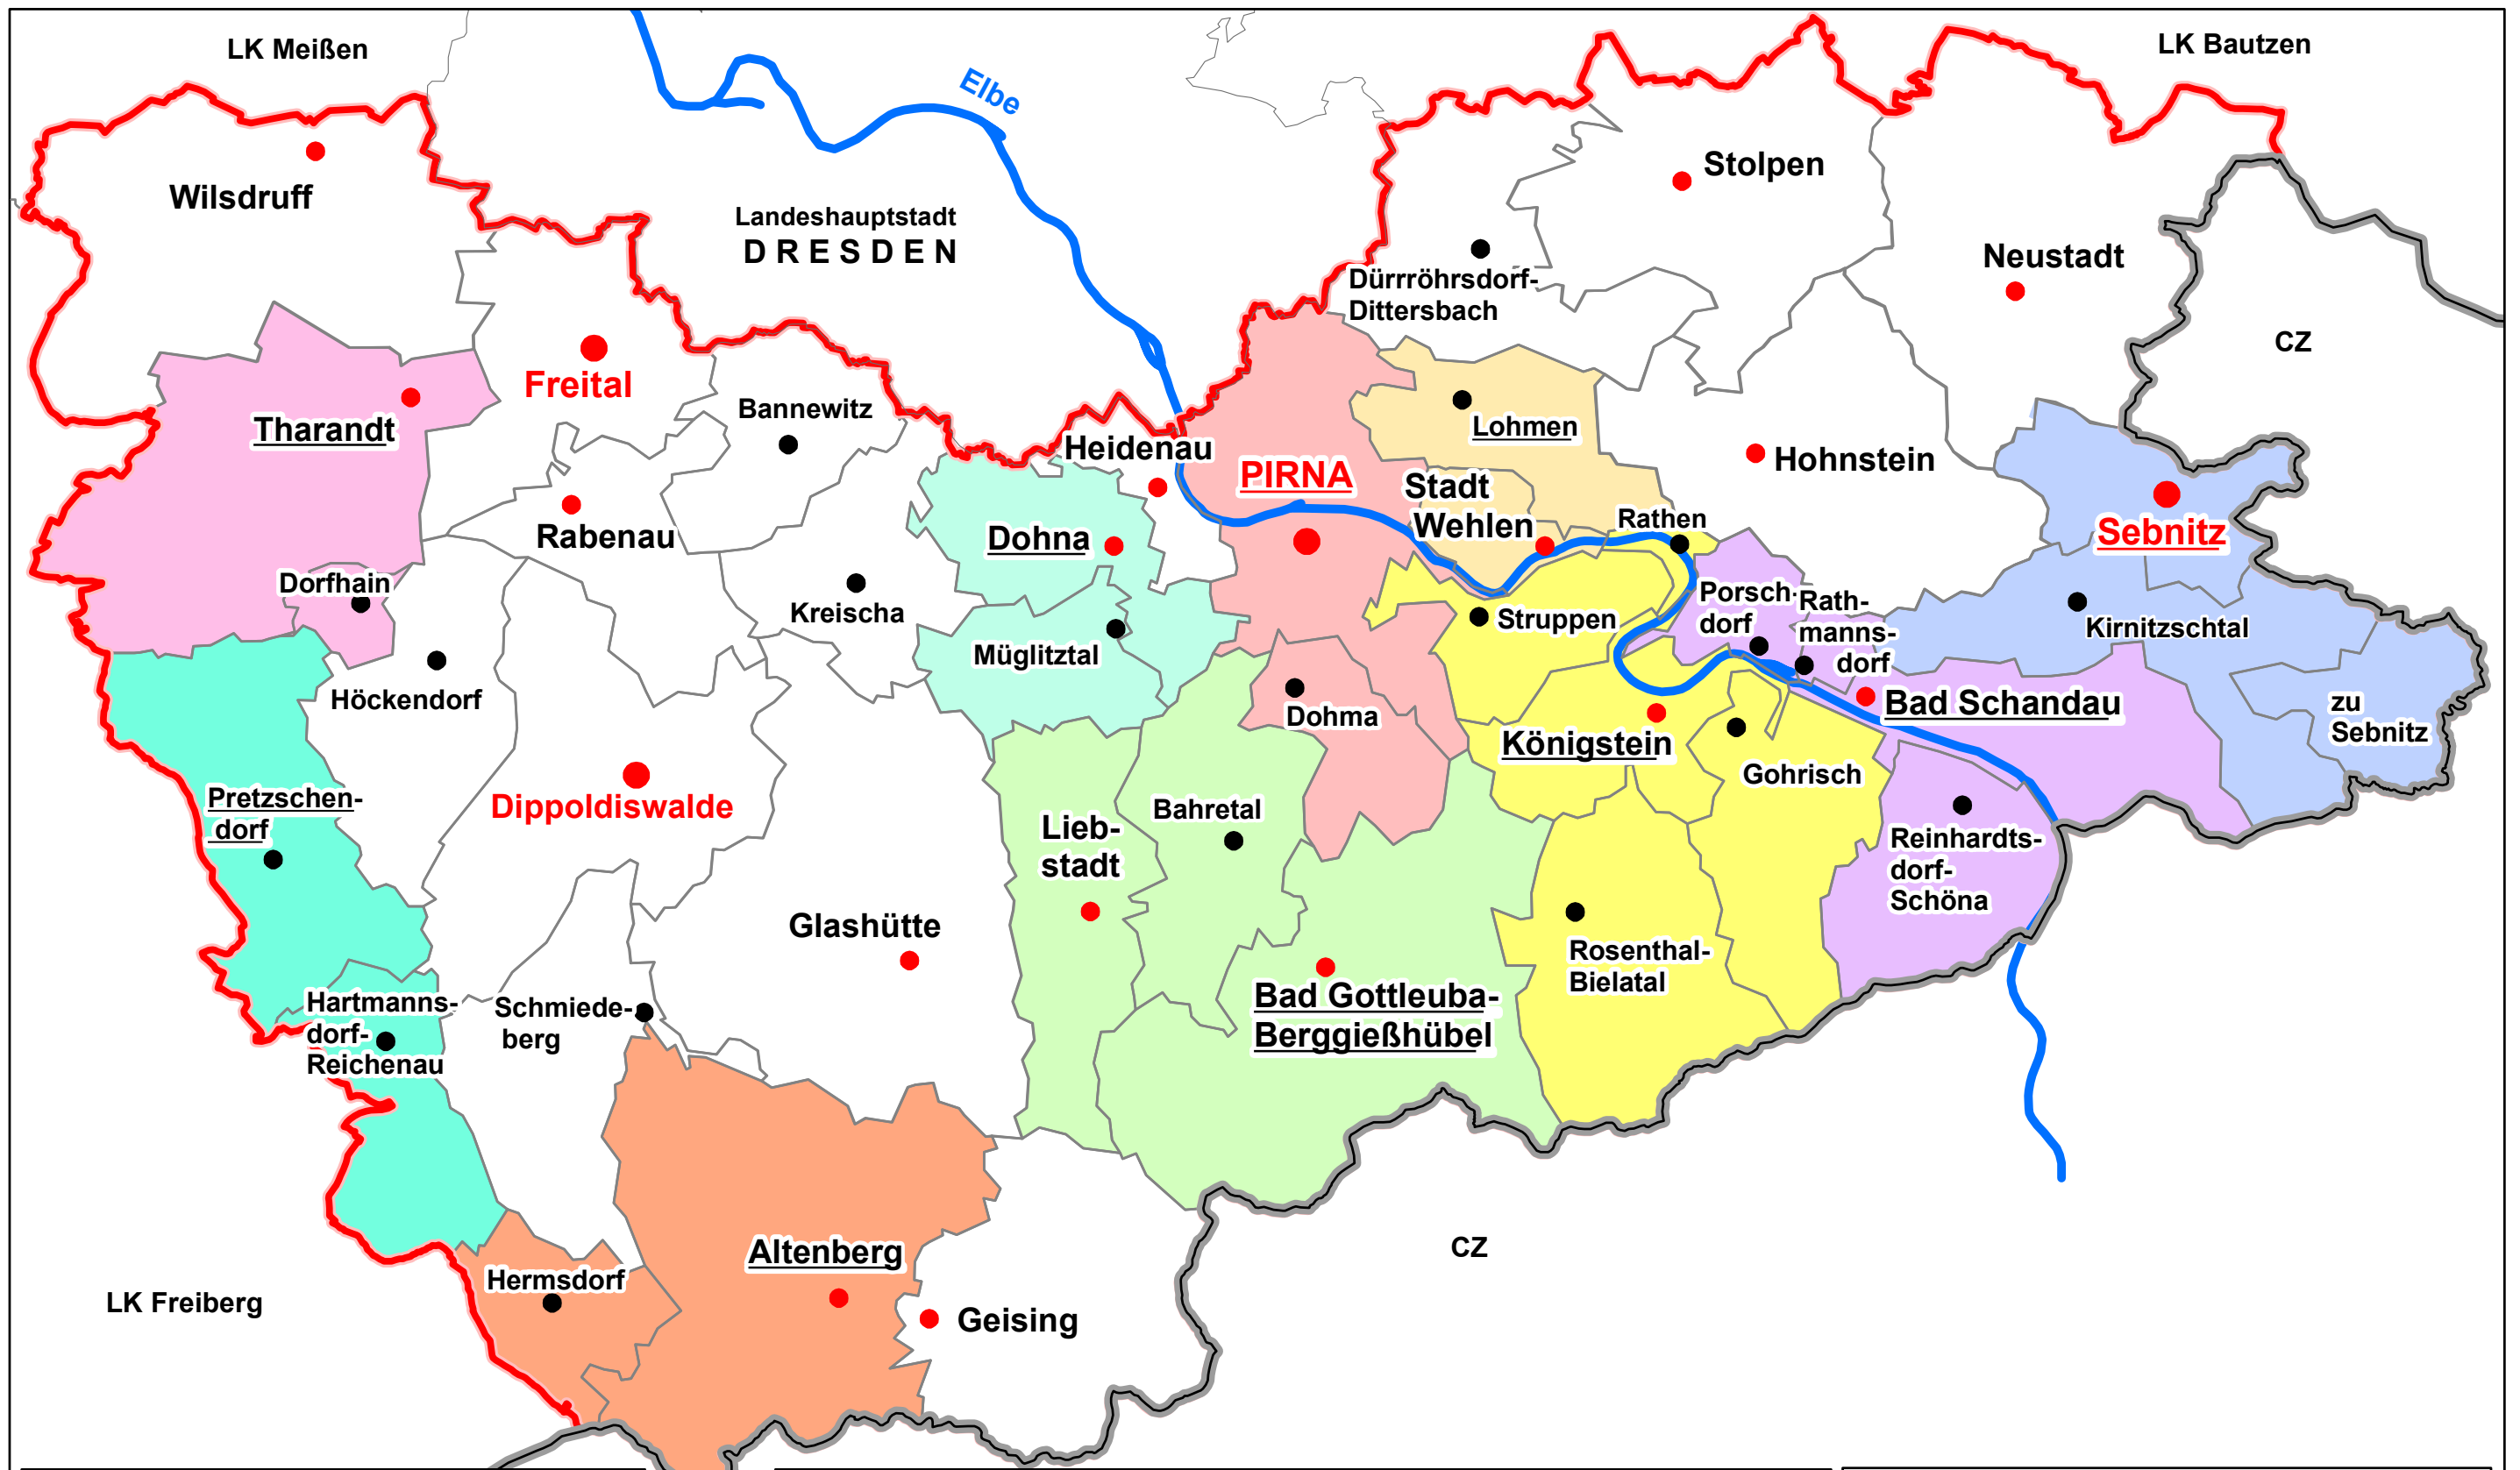 LK Meißen
LK Bautzen
Elbe
Wilsdruff
Stolpen
Landeshauptstadt
DRESDEN
Neustadt
Dürrröhrsdorf-
Dittersbach
CZ
Freital
Bannewitz
Tharandt
Lohmen
Heidenau
Hohnstein
PIRNA
Stadt
Wehlen
Rathen
Sebnitz
Rabenau
Dohna
Dorfhain
Kreischa
Struppen
Porsch-
dorf
Rath-
manns-
dorf
Kirnitzschtal
Müglitztal
Höckendorf
Dohma
Bad Schandau
zu
Sebnitz
Königstein
Gohrisch
Pretzschen-
dorf
Dippoldiswalde
Bahretal
Lieb-
stadt
Reinhardts-
dorf-
Schöna
Glashütte
Rosenthal-
Bielatal
Hartmanns-
dorf-
Reichenau
Schmiede-
berg
Bad Gottleuba-
Berggießhübel
Altenberg
CZ
Hermsdorf
LK Freiberg
Geising